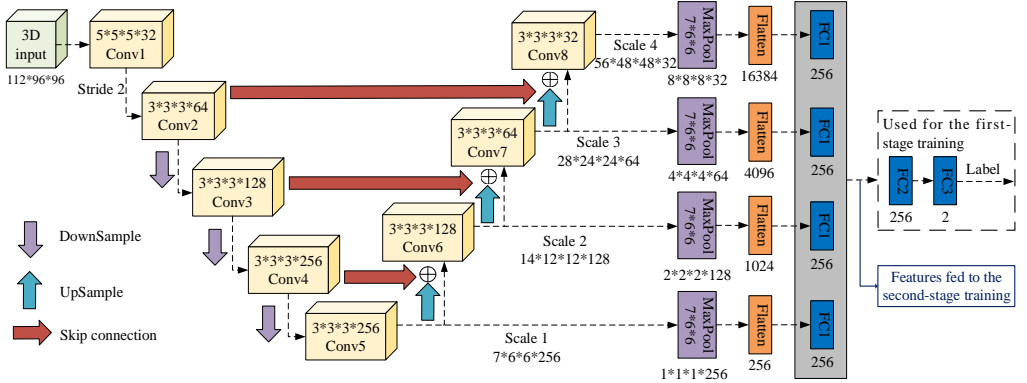 3D
input
112*96*96
5*5*5*32
Conv1
Stride 2
3*3*3*64
Conv2
3*3*3*128
Conv3
3*3*3*256
Conv4
3*3*3*256
Conv5
3*3*3*128
Conv6
3*3*3*64
Conv7
3*3*3*32
Conv8
DownSample
UpSample
Skip connection
Scale 4
56*48*48*32
MaxPool
7*6*6
8*8*8*32
Flatten
16384
FC1
256
Scale 3
28*24*24*64
MaxPool
7*6*6
4*4*4*64
Flatten
4096
FC1
256
Scale 2
14*12*12*128
MaxPool
7*6*6
2*2*2*128
Flatten
1024
FC1
256
Scale 1
7*6*6*256
MaxPool
7*6*6
1*1*1*256
Flatten
256
FC1
256
Used for the first-
stage training
FC2
256
FC3
2
Label
Features fed to the
second-stage training